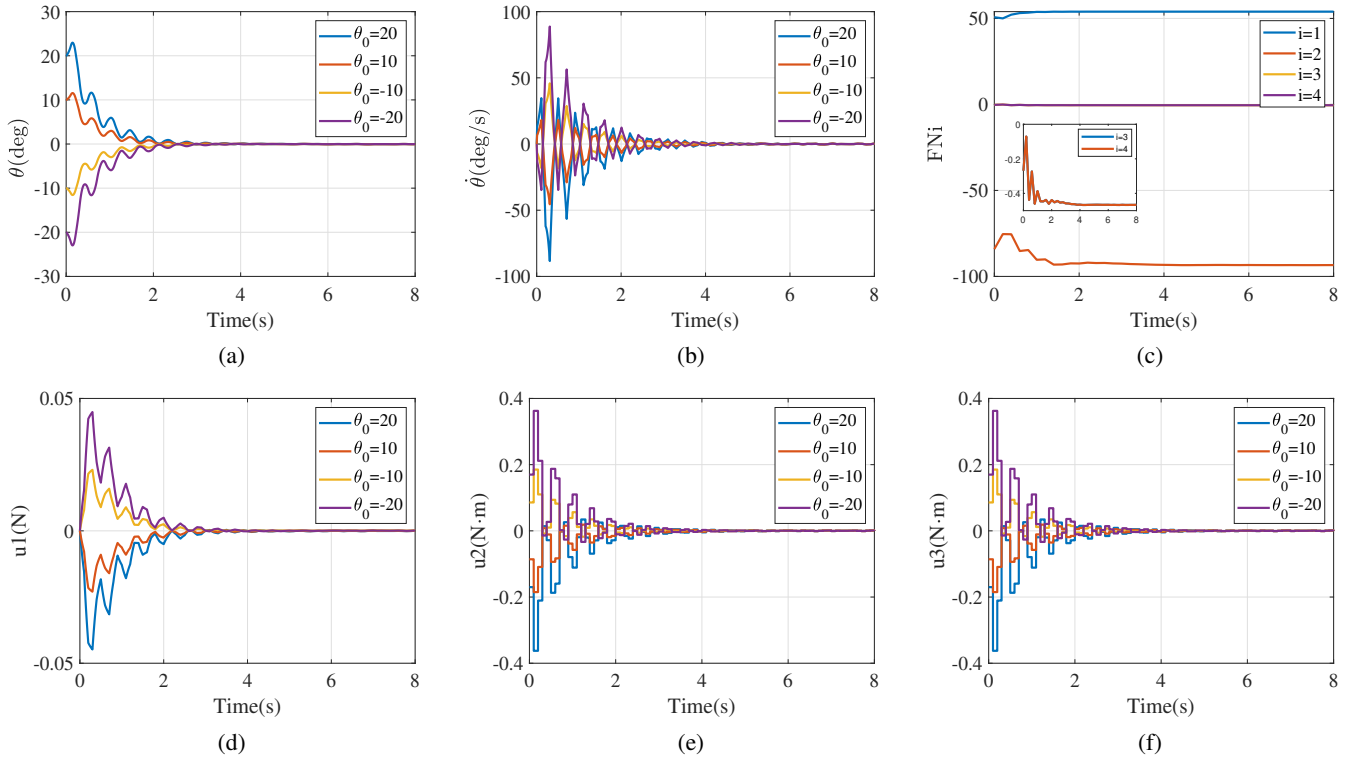 30
20
10
0
-10
-20
-30
θ(deg)
0 2 4 6 8
Time(s)
θ₀=20
θ₀=10
θ₀=-10
θ₀=-20
(a)
100
50
0
-50
-100
θ̇(deg/s)
0 2 4 6 8
Time(s)
θ₀=20
θ₀=10
θ₀=-10
θ₀=-20
(b)
50
0
-50
-100
FNi
0 2 4 6 8
Time(s)
i=1
i=2
i=3
i=4
0
-0.2
-0.4
0 2 4 6 8
i=3
i=4
(c)
0.05
0
-0.05
u1(N)
0 2 4 6 8
Time(s)
θ₀=20
θ₀=10
θ₀=-10
θ₀=-20
(d)
0.4
0.2
0
-0.2
-0.4
u2(N·m)
0 2 4 6 8
Time(s)
θ₀=20
θ₀=10
θ₀=-10
θ₀=-20
(e)
0.4
0.2
0
-0.2
-0.4
u3(N·m)
0 2 4 6 8
Time(s)
θ₀=20
θ₀=10
θ₀=-10
θ₀=-20
(f)